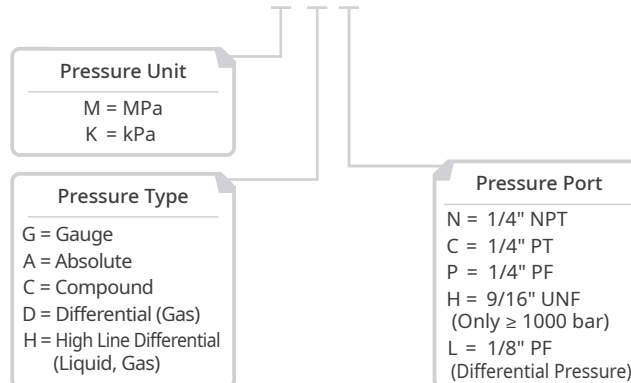 Pressure Unit
M = MPa
K = kPa
Pressure Type
G = Gauge
A = Absolute
C = Compound
D = Differential (Gas)
H = High Line Differential
(Liquid, Gas)
Pressure Port
N = 1/4" NPT
C = 1/4" PT
P = 1/4" PF
H = 9/16" UNF
(Only ≥ 1000 bar)
L = 1/8" PF
(Differential Pressure)